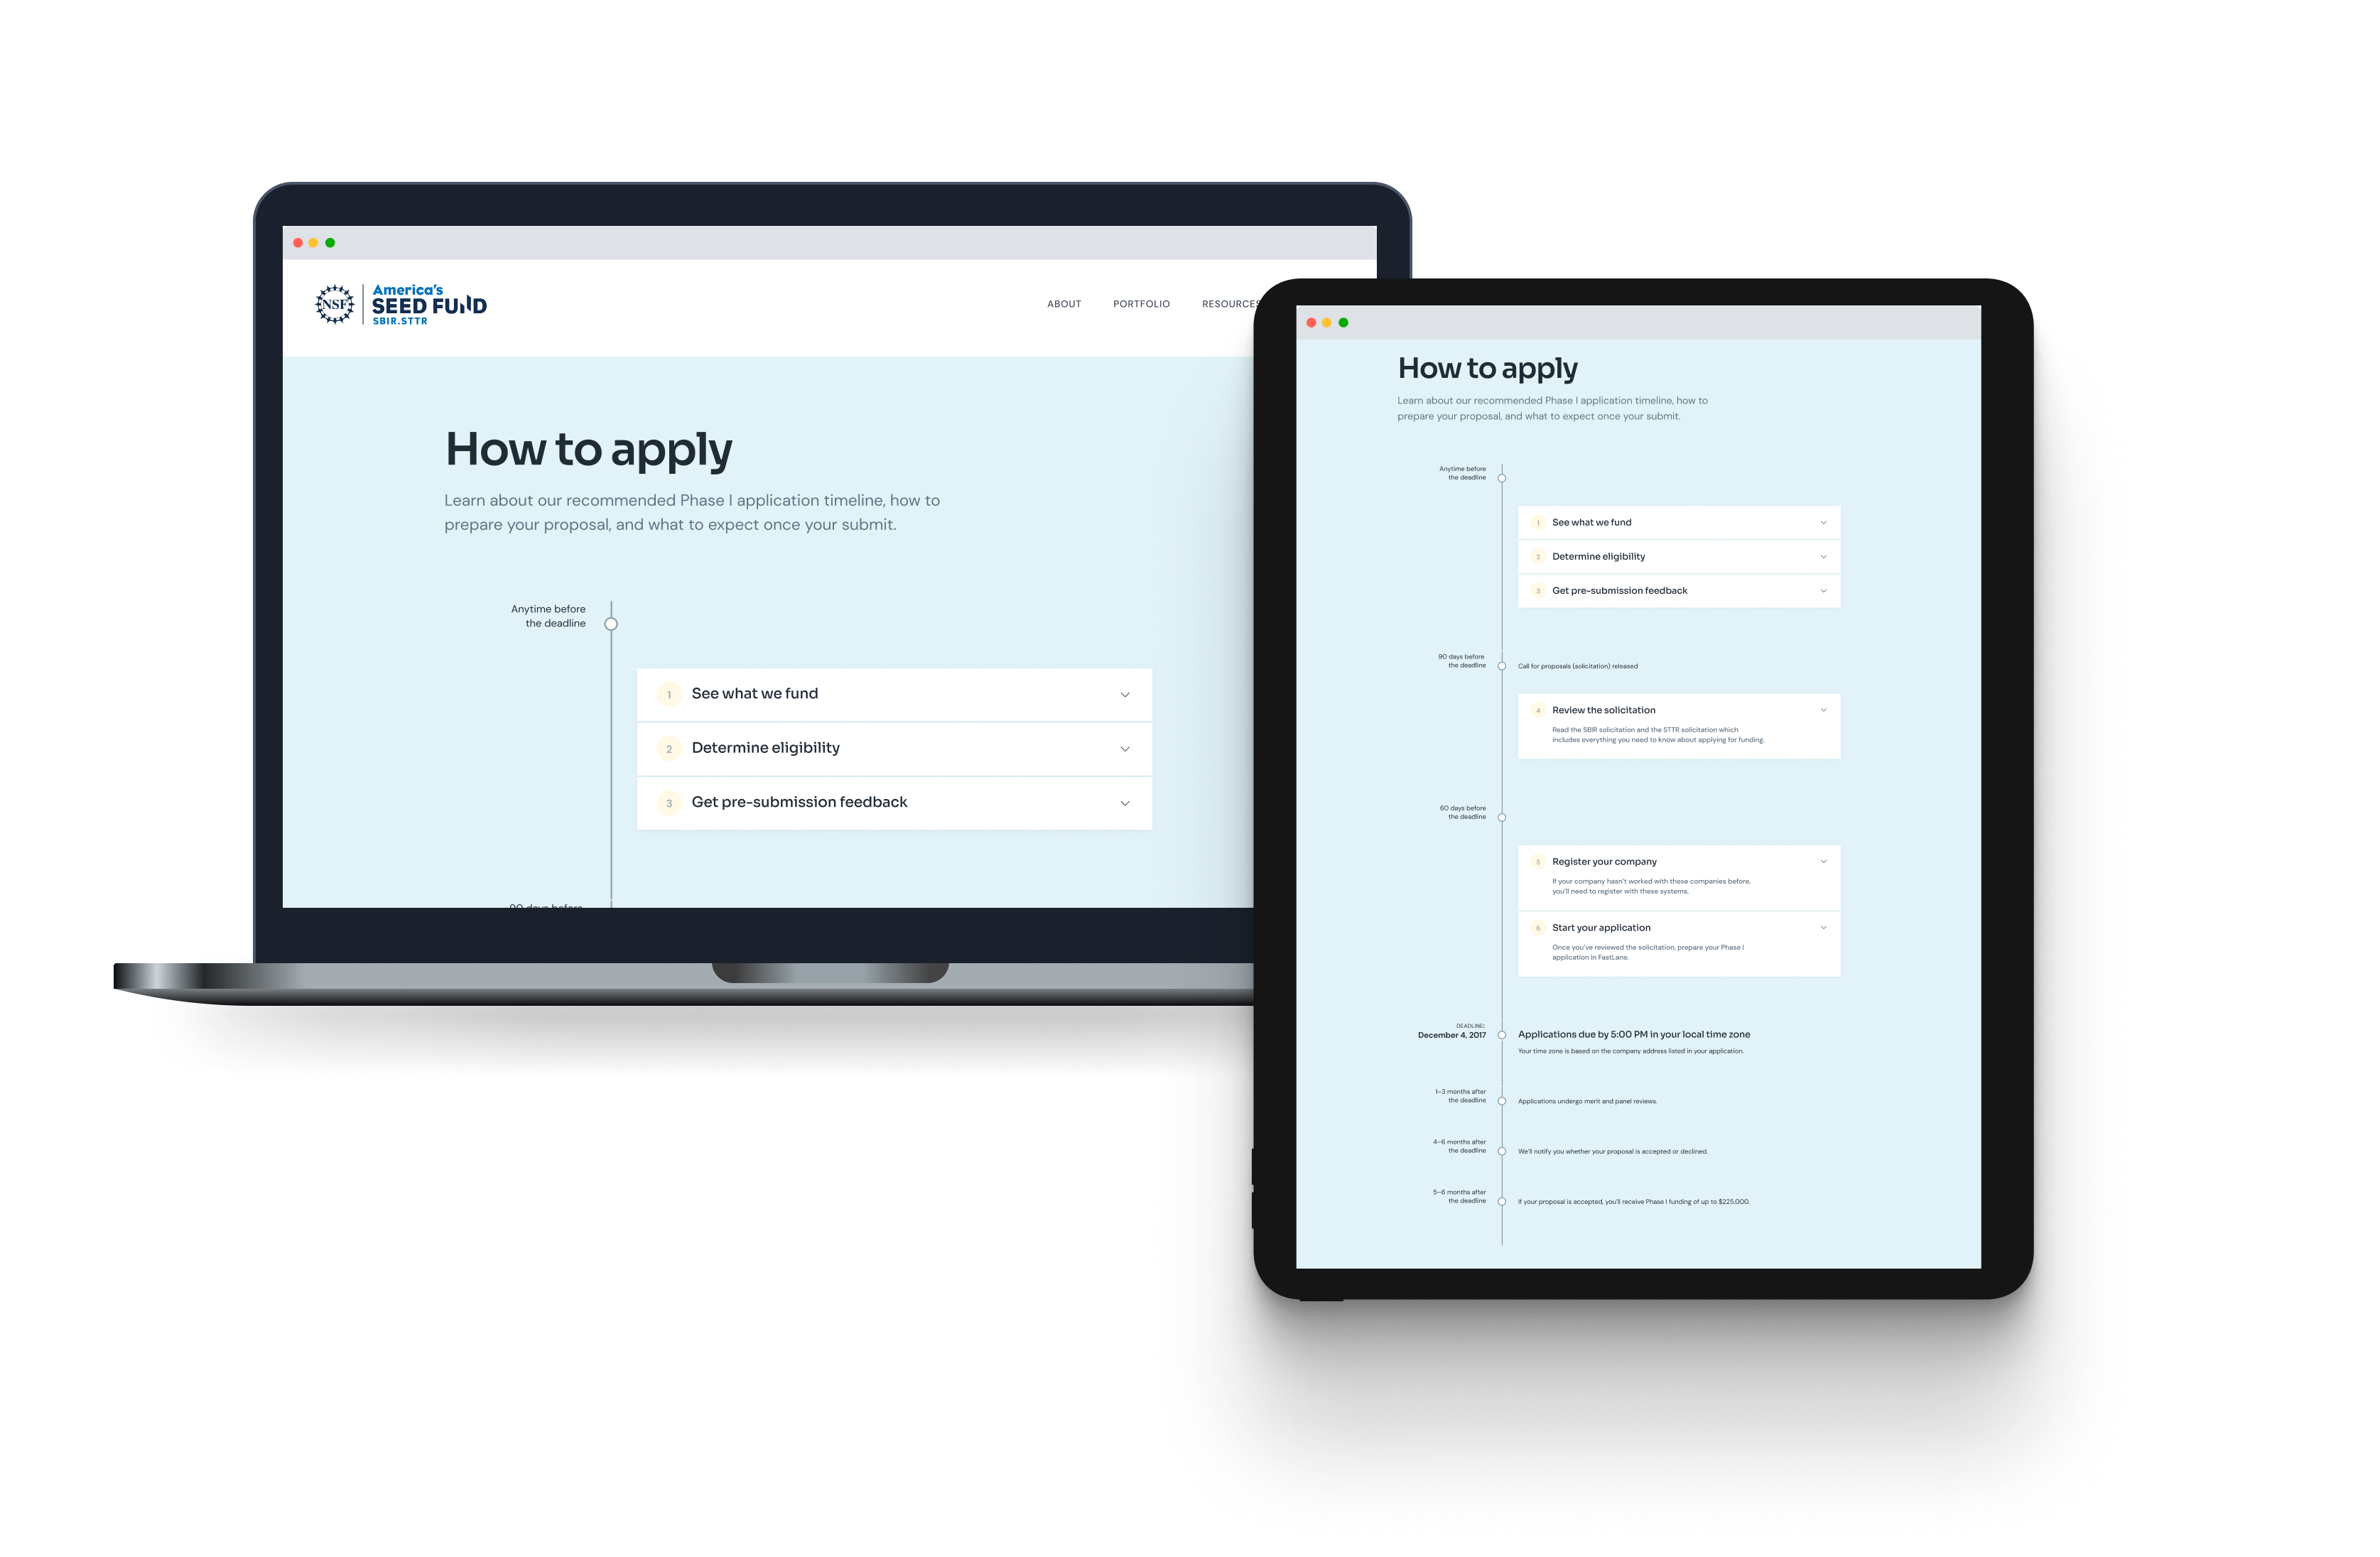 NSF
America's
SEED FUND
SBIR.STTR
ABOUT PORTFOLIO RESOURCES
How to apply
Learn about our recommended Phase I application timeline, how to
prepare your proposal, and what to expect once your submit.
Anytime before
the deadline
1 See what we fund
2 Determine eligibility
3 Get pre-submission feedback
90 days before
How to apply
Learn about our recommended Phase I application timeline, how to
prepare your proposal, and what to expect once your submit.
Anytime before
the deadline
1 See what we fund
2 Determine eligibility
3 Get pre-submission feedback
90 days before
the deadline
Call for proposals (solicitation) released
4 Review the solicitation
Read the SBIR solicitation and the STTR solicitation which
includes everything you need to know about applying for funding.
60 days before
the deadline
5 Register your company
If your company hasn't worked with these companies before,
you'll need to register with these systems.
6 Start your application
Once you've reviewed the solicitation, prepare your Phase I
application in FastLane.
DEADLINE:
December 4, 2017
Applications due by 5:00 PM in your local time zone
Your time zone is based on the company address listed in your application.
1–3 months after
the deadline
Applications undergo merit and panel reviews.
4–6 months after
the deadline
We'll notify you whether your proposal is accepted or declined.
5–6 months after
the deadline
If your proposal is accepted, you'll receive Phase I funding of up to $225,000.